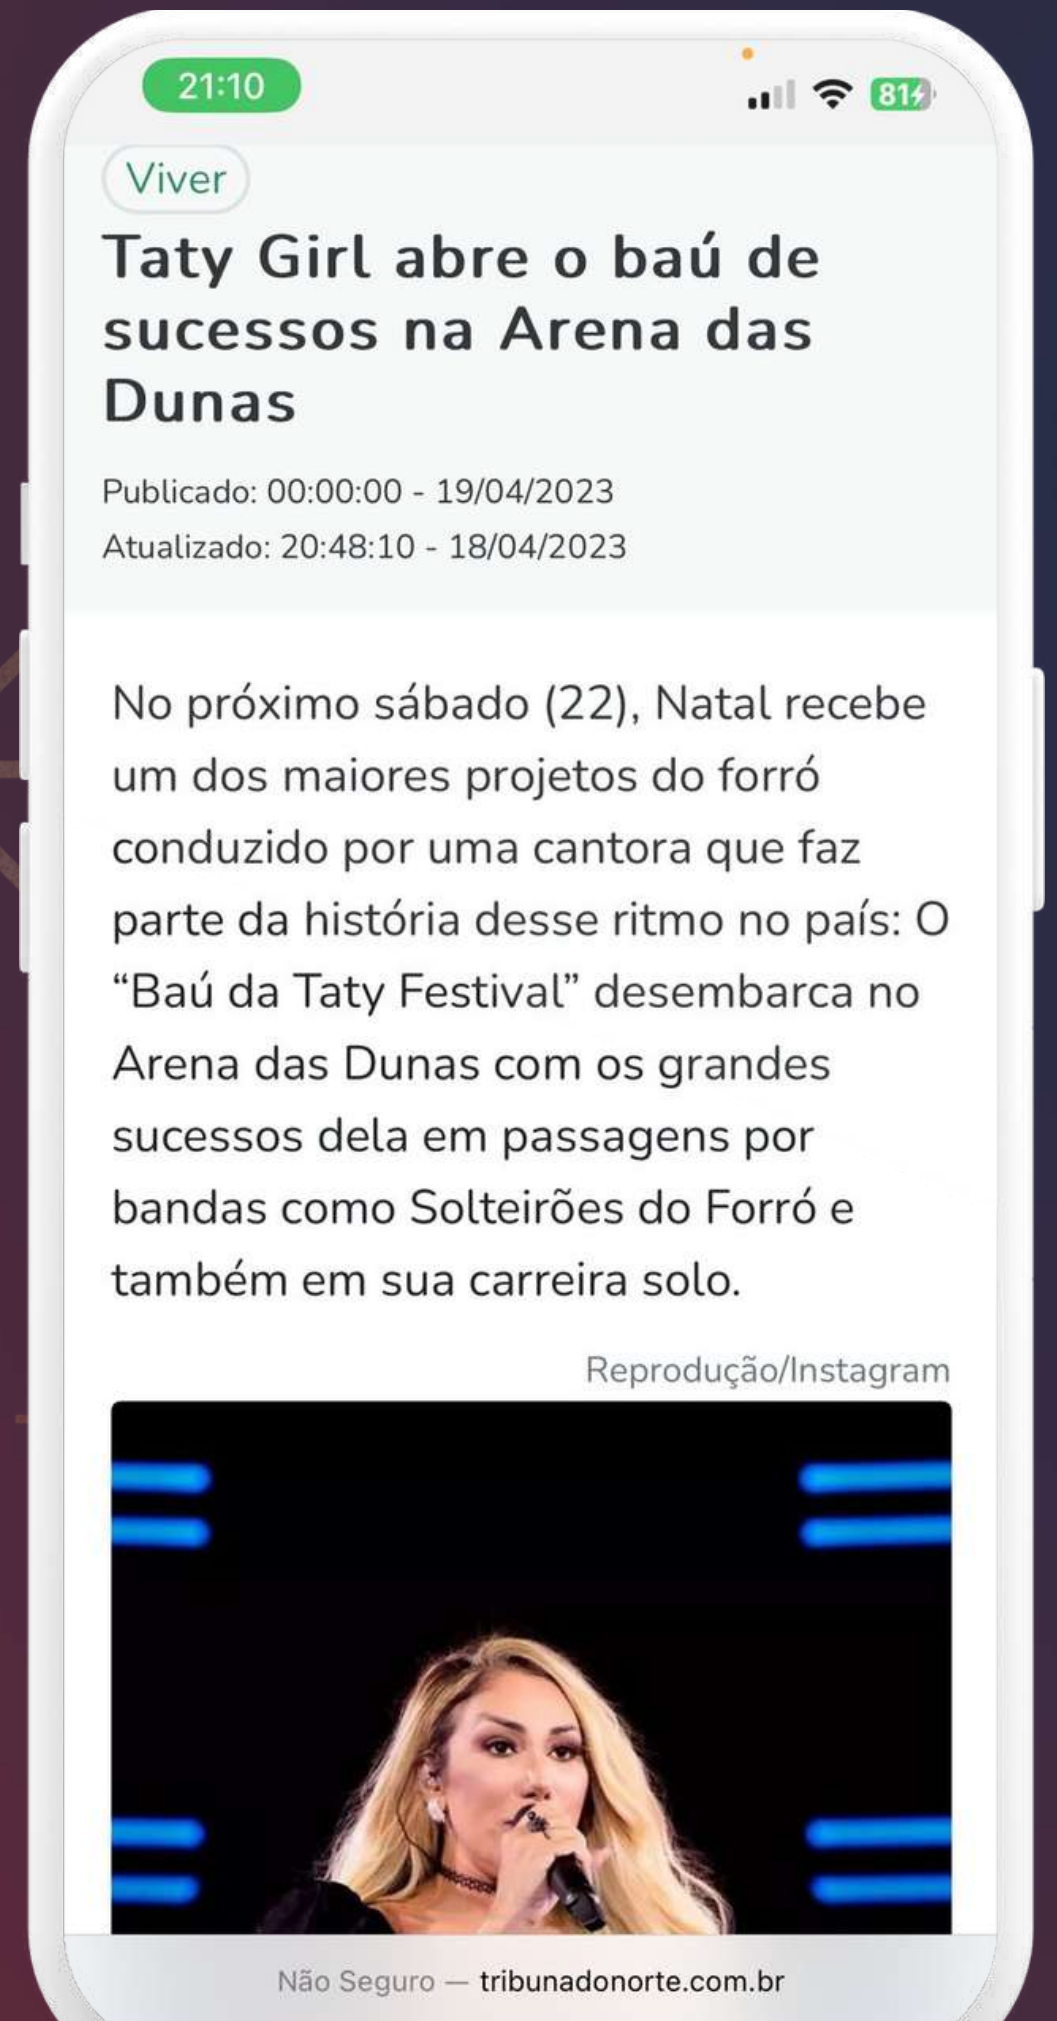 21:10
81
Viver
Taty Girl abre o baú de
sucessos na Arena das
Dunas
Publicado: 00:00:00 - 19/04/2023
Atualizado: 20:48:10 - 18/04/2023
No próximo sábado (22), Natal recebe
um dos maiores projetos do forró
conduzido por uma cantora que faz
parte da história desse ritmo no país: O
“Baú da Taty Festival” desembarca no
Arena das Dunas com os grandes
sucessos dela em passagens por
bandas como Solteirões do Forró e
também em sua carreira solo.
Reprodução/Instagram
Não Seguro — tribunadonorte.com.br